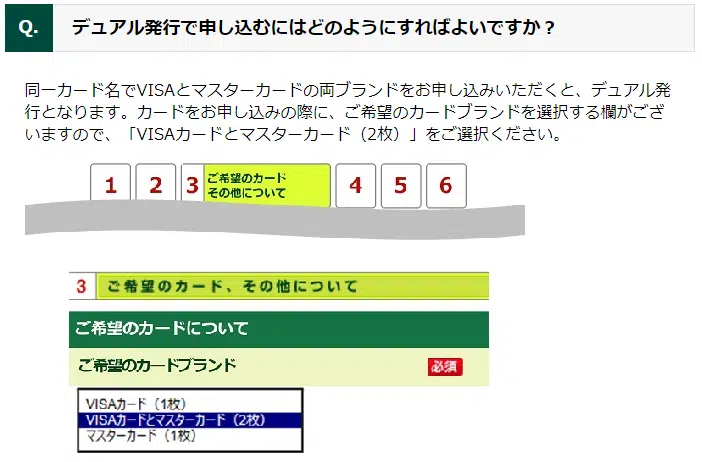 Q. デュアル発行で申し込むにはどのようにすればよいですか？
同一カード名でVISAとマスターカードの両ブランドをお申し込みいただくと、デュアル発
行となります。カードをお申し込みの際に、ご希望のカードブランドを選択する欄がござ
いますので、「VISAカードとマスターカード（2枚）」をご選択ください。
1 2 3 ご希望のカード 4 5 6
その他について
3 ご希望のカード、その他について
ご希望のカードについて
ご希望のカードブランド 必須
VISAカード（1枚）
VISAカードとマスターカード（2枚）
マスターカード（1枚）